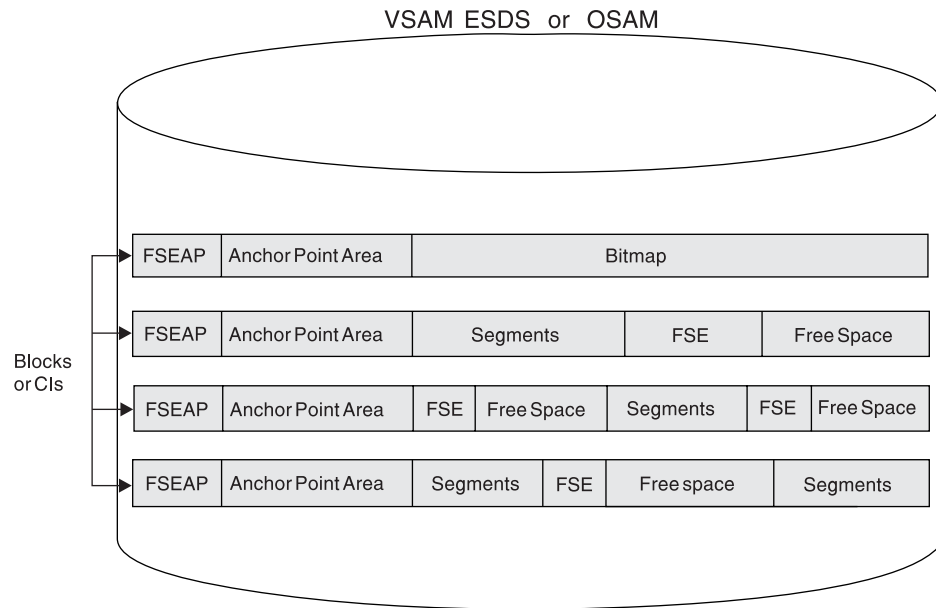 VSAM ESDS or OSAM
FSEAP Anchor Point Area Bitmap
FSEAP Anchor Point Area Segments FSE Free Space
Blocks
or CIs
FSEAP Anchor Point Area FSE Free Space Segments FSE Free Space
FSEAP Anchor Point Area Segments FSE Free space Segments